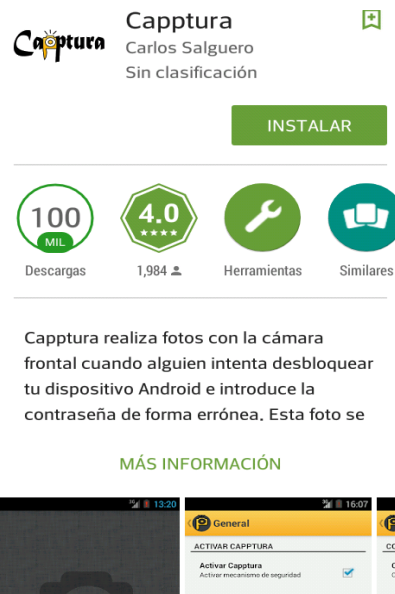 Capptura
Capptura
Carlos Salguero
Sin clasificación
INSTALAR
100
MIL
4.0
Descargas
1,984
Herramientas
Similares
Capptura realiza fotos con la cámara
frontal cuando alguien intenta desbloquear
tu dispositivo Android e introduce la
contraseña de forma errónea. Esta foto se
MÁS INFORMACIÓN
13:20
16:07
General
ACTIVAR CAPPTURA
Activar Capptura
Activar mecanismo de seguridad